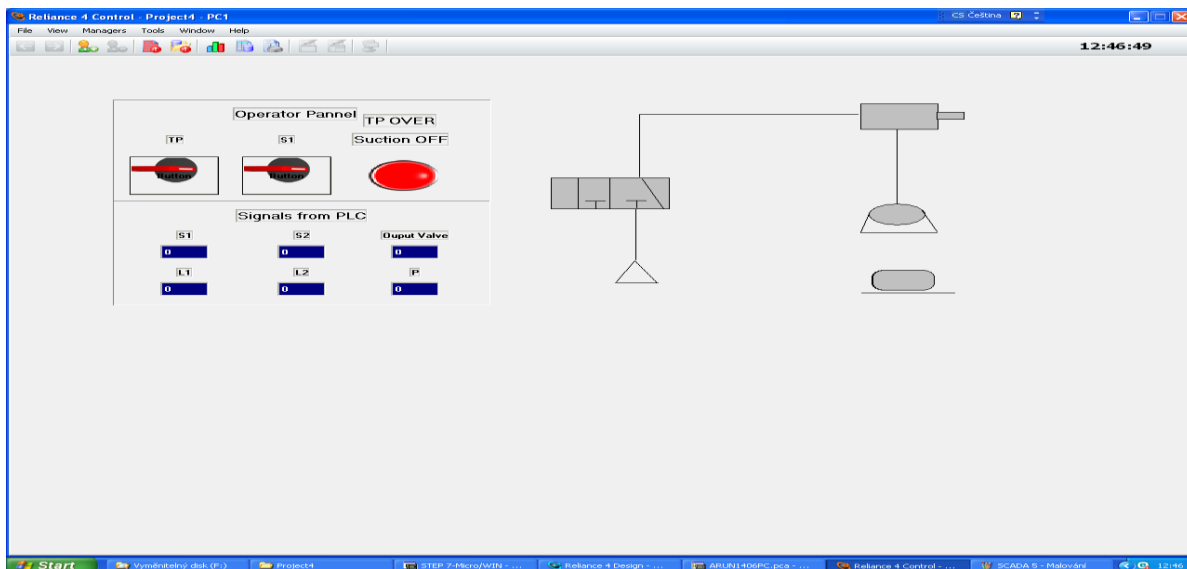 Reliance 4 Control - Project4 - PC1
CS Čeština
File View Managers Tools Window Help
12:46:49
Operator Pannel
TP OVER
TP S1 Suction OFF
Button Button
Signals from PLC
S1 S2 Ouput Valve
0 0 0
L1 L2 P
0 0 0
Start Vyměnitelný disk (F:) Project4 STEP 7-Micro/WIN - ... Reliance 4 Design - ... ARUN1406PC.pca - ... Reliance 4 Control - ... SCADA 5 - Malování 12:46